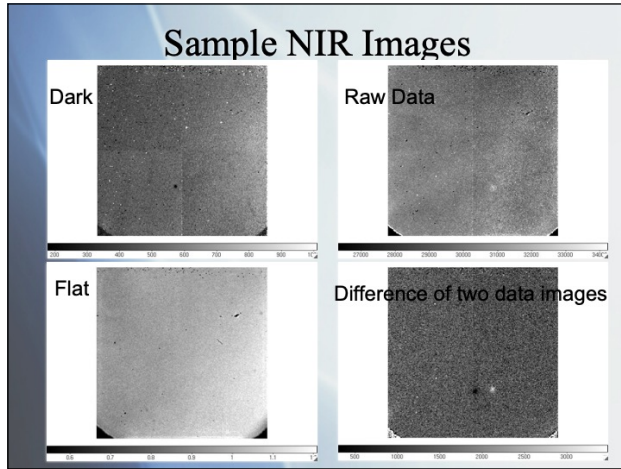 Sample NIR Images
Dark
Raw Data
200 300 400 500 600 700 800 900
27000 28000 29000 30000 31000 32000 33000
Flat
Difference of two data images
0.6 0.7 0.8 0.9 1 1.1
500 1000 1500 2000 2500 3000